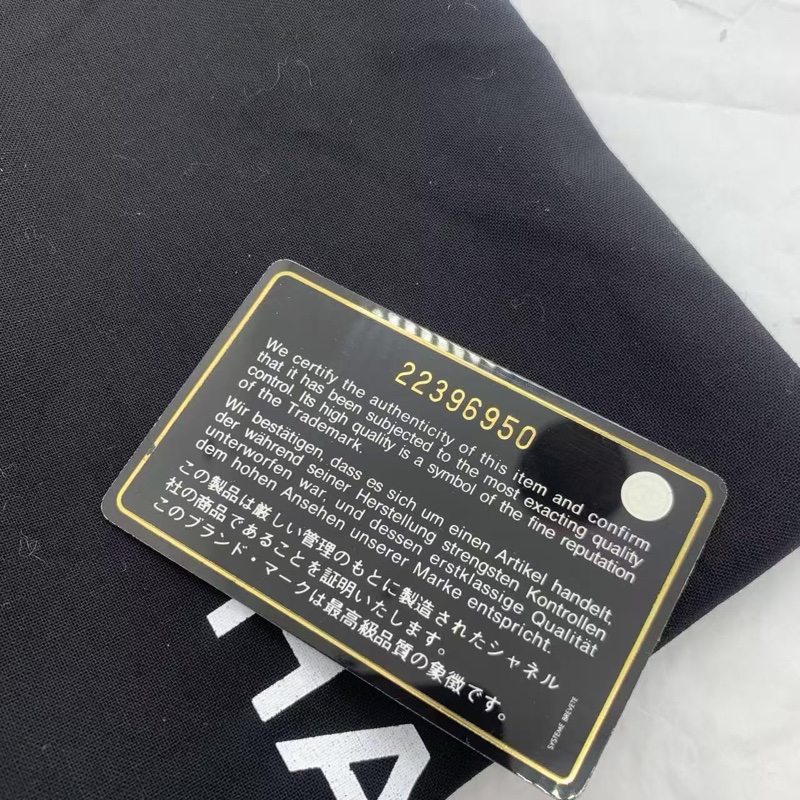 22396950
We certify the authenticity of this item and confirm
that it has been subjected to the most exacting quality
control. Its high quality is a symbol of the fine reputation
of the Trademark.
Wir bestätigen, dass es sich um einen Artikel handelt,
der während seiner Herstellung strengsten Kontrollen
unterworfen war, und dessen erstklassige Qualität
dem hohen Ansehen unserer Marke entspricht.
この製品は厳しい管理のもとに製造されたシャネル
社の商品であることを証明いたします。
このブランド・マークは最高級品質の象徴です。
SYSTEME BREVETE
HA